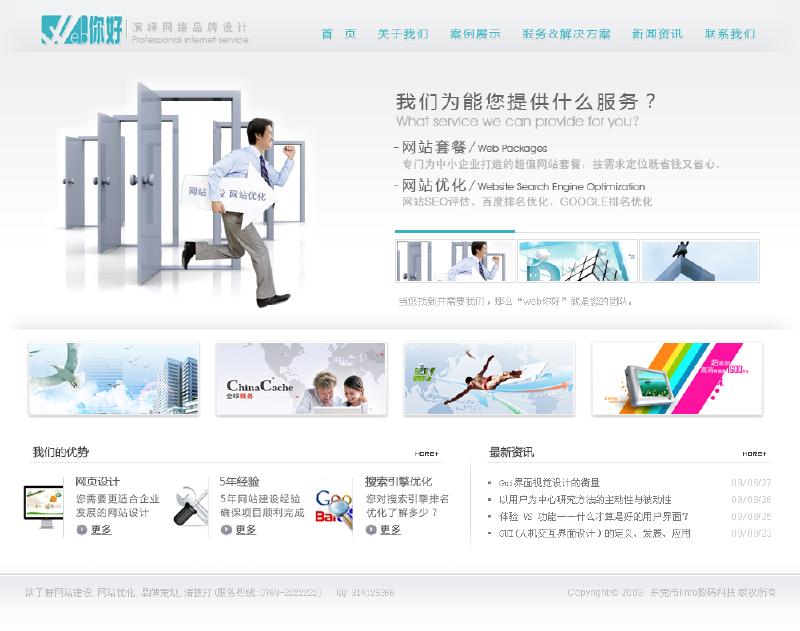 Web你好
演绎网络品牌设计
Professional internet service
首 页 关于我们 案例展示 服务&解决方案 新闻资讯 联系我们
我们为能您提供什么服务？
What service we can provide for you?
-网站套餐/Web Packages
专门为中小企业打造的超值网站套餐，按需求定位既省钱又省心。
-网站优化/Website Search Engine Optimization
网站SEO评估、百度排名优化、GOOGLE排名优化
网站 设 网站优化
当您找到并需要我们，那么“web你好”就是您的团队。
ChinaCache
全球服务
我们的优势 MORE+
最新资讯 MORE+
网页设计
您需要更适合企业
发展的网站设计
更多
5年经验
5年网站建设经验
确保项目顺利完成
更多
搜索引擎优化
您对搜索引擎排名
优化了解多少？
更多
Gui界面视觉设计的衡量 09/08/27
以用户为中心研究方法的主动性与被动性 09/08/26
体验 VS 功能——什么才算是好的用户界面? 09/08/25
GUI(人机交互界面设计)的定义、发展、应用 09/08/23
欲了解网站建设, 网站优化, 品牌策划, 请拨打(服务热线:0769-2222222) QQ:314125366
Copyright© 2009 东莞市Iinfo数码科技 版权所有